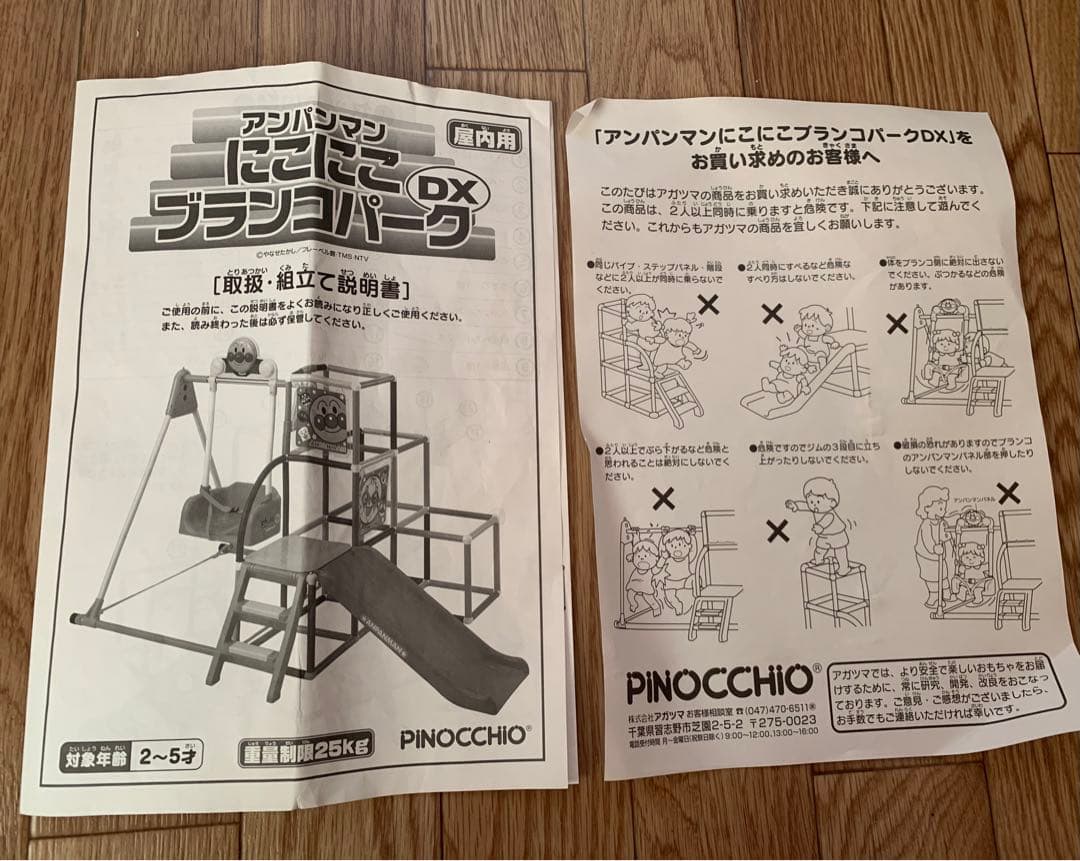 アンパンマン
にこにこ
ブランコパークDX
屋内用
©やなせたかし/フレーベル館・TMS・NTV
[取扱・組立て説明書]
ご使用の前に、この説明書をよくお読みになり正しくご使用ください。
また、読み終わった後は必ず保管してください。
ANPANMAN
対象年齢 2〜5才
重量制限25kg
PINOCCHIO®
「アンパンマンにこにこブランコパークDX」を
お買い求めのお客様へ
このたびはアガツマの商品をお買い求めいただき誠にありがとうございます。
この商品は、2人以上同時に乗りますと危険です。下記に注意して遊んでく
ださい。これからもアガツマの商品を宜しくお願いします。
●同じパイプ・ステップパネル・階段
などに2人以上が同時に乗らないで
ください。
●2人同時にすべるなど危険な
すべり方はしないでください。
●体をブランコ側に絶対に出さない
でください。ぶつかるなどの危険
があります。
●2人以上でぶら下がるなど危険と
思われることは絶対にしないでく
ださい。
●危険ですのでジムの3段目に立ち
上がったりしないでください。
●破損の恐れがありますのでブランコ
のアンパンマンパネル部を押したり
しないでください。
アンパンマンパネル
PINOCCHIO®
株式会社アガツマ お客様相談室 ☎(047)470-6511㈹
千葉県習志野市芝園2-5-2 〒275-0023
電話受付時間 月〜金曜日(祝祭日除く)9:00〜12:00,13:00〜16:00
アガツマでは、より安全で楽しいおもちゃをお届
けするために、常に研究、開発、改良をおこなっ
ております。ご意見・ご感想がございましたら、
お手数でもご連絡いただければ幸いです。